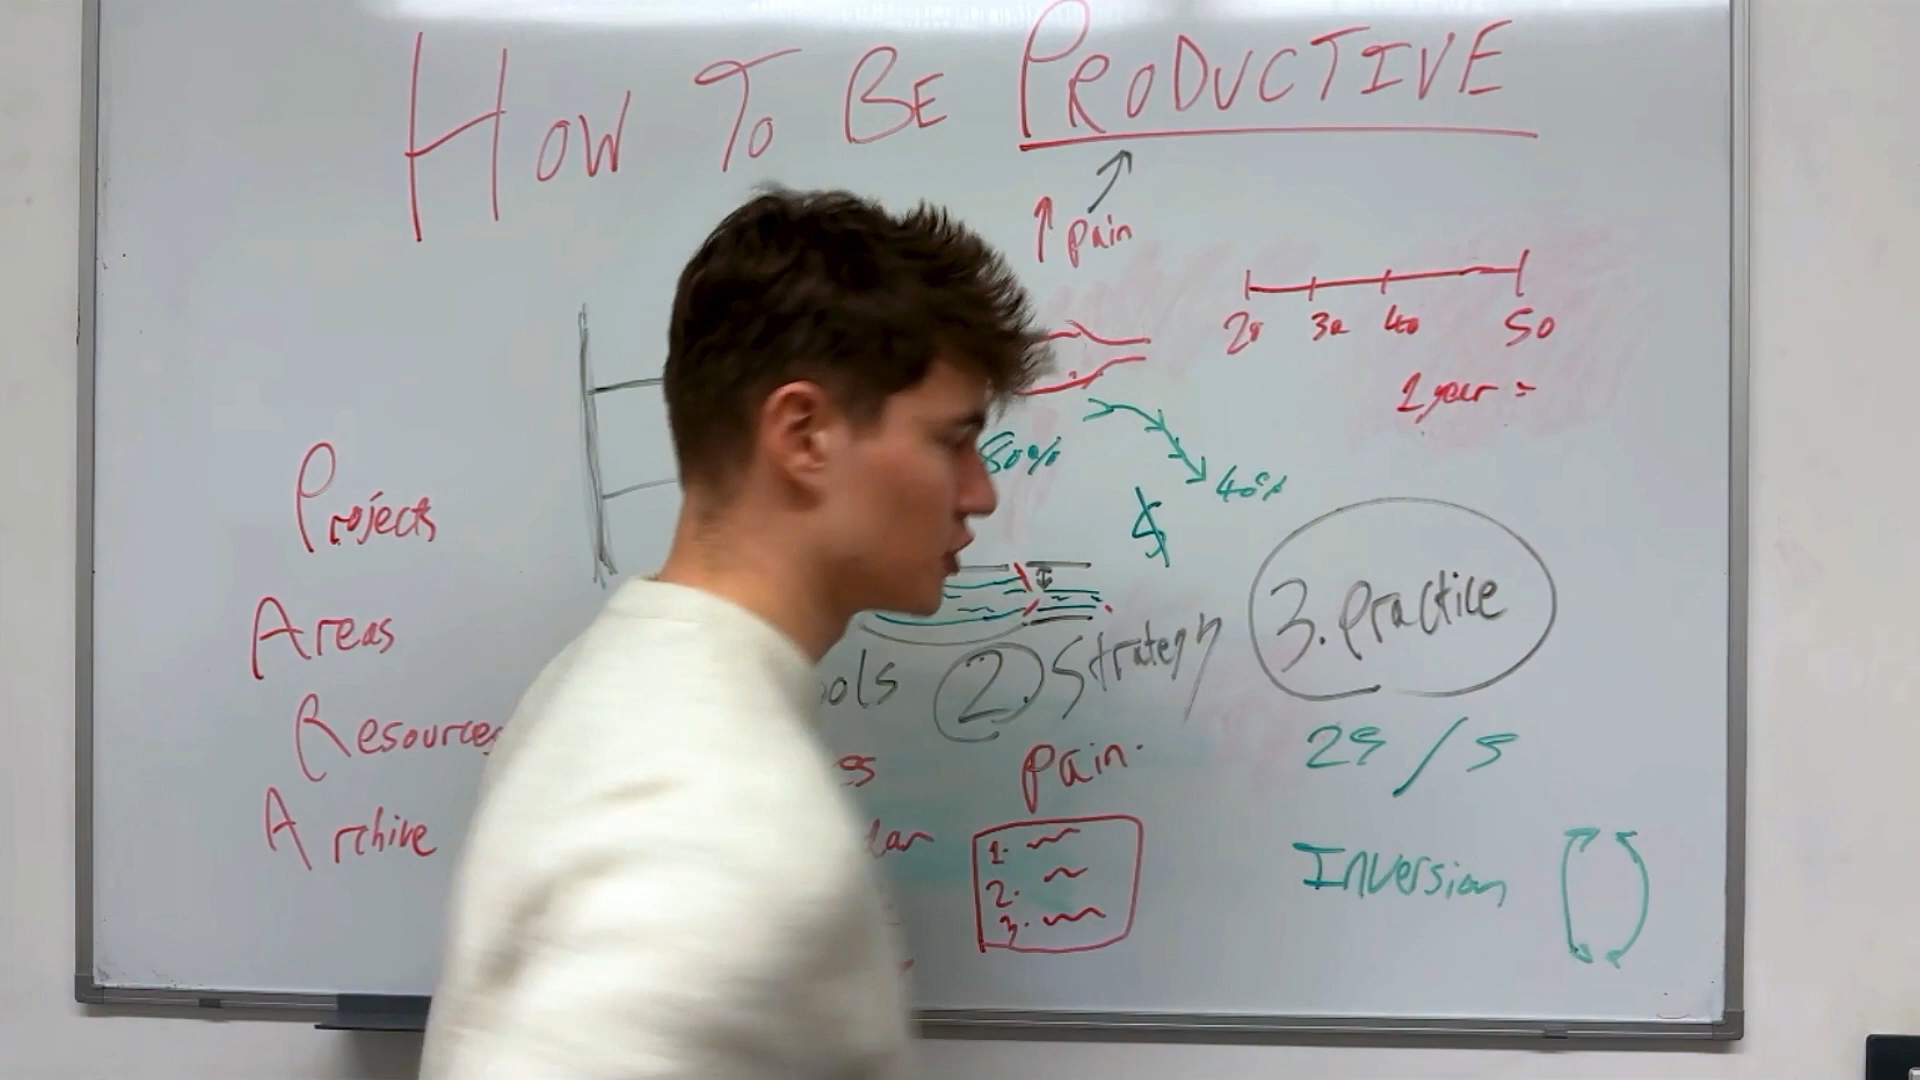 HOW TO BE PRODUCTIVE
↑ pain
20 30 40 50
1 year =
80% 40%
$
Projects
Areas
Resources
Archive
2. Strategy
3. Practice
pain.
25 / 5
1.
2.
3.
Inversion